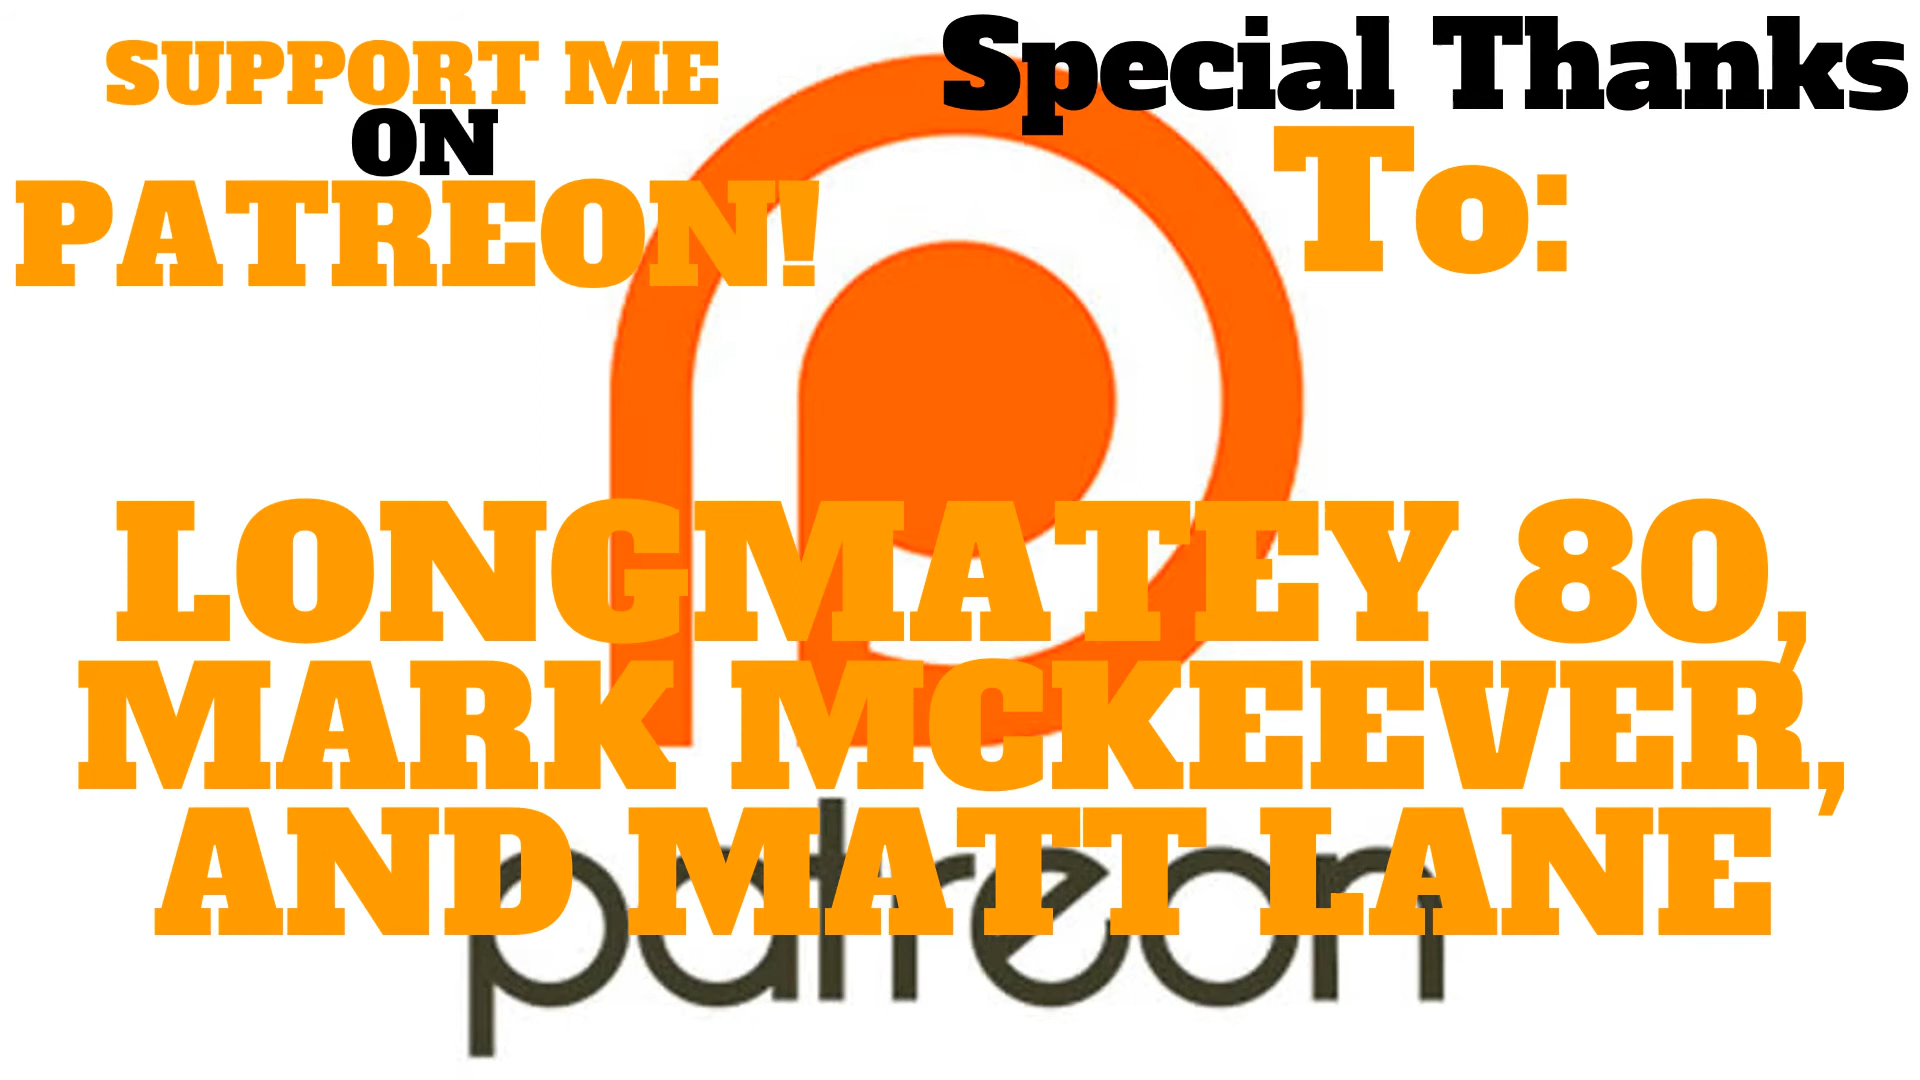 SUPPORT ME
ON
PATREON!
Special Thanks
To:
LONGMATEY 80,
MARK MCKEEVER,
AND MATT LANE
patreon